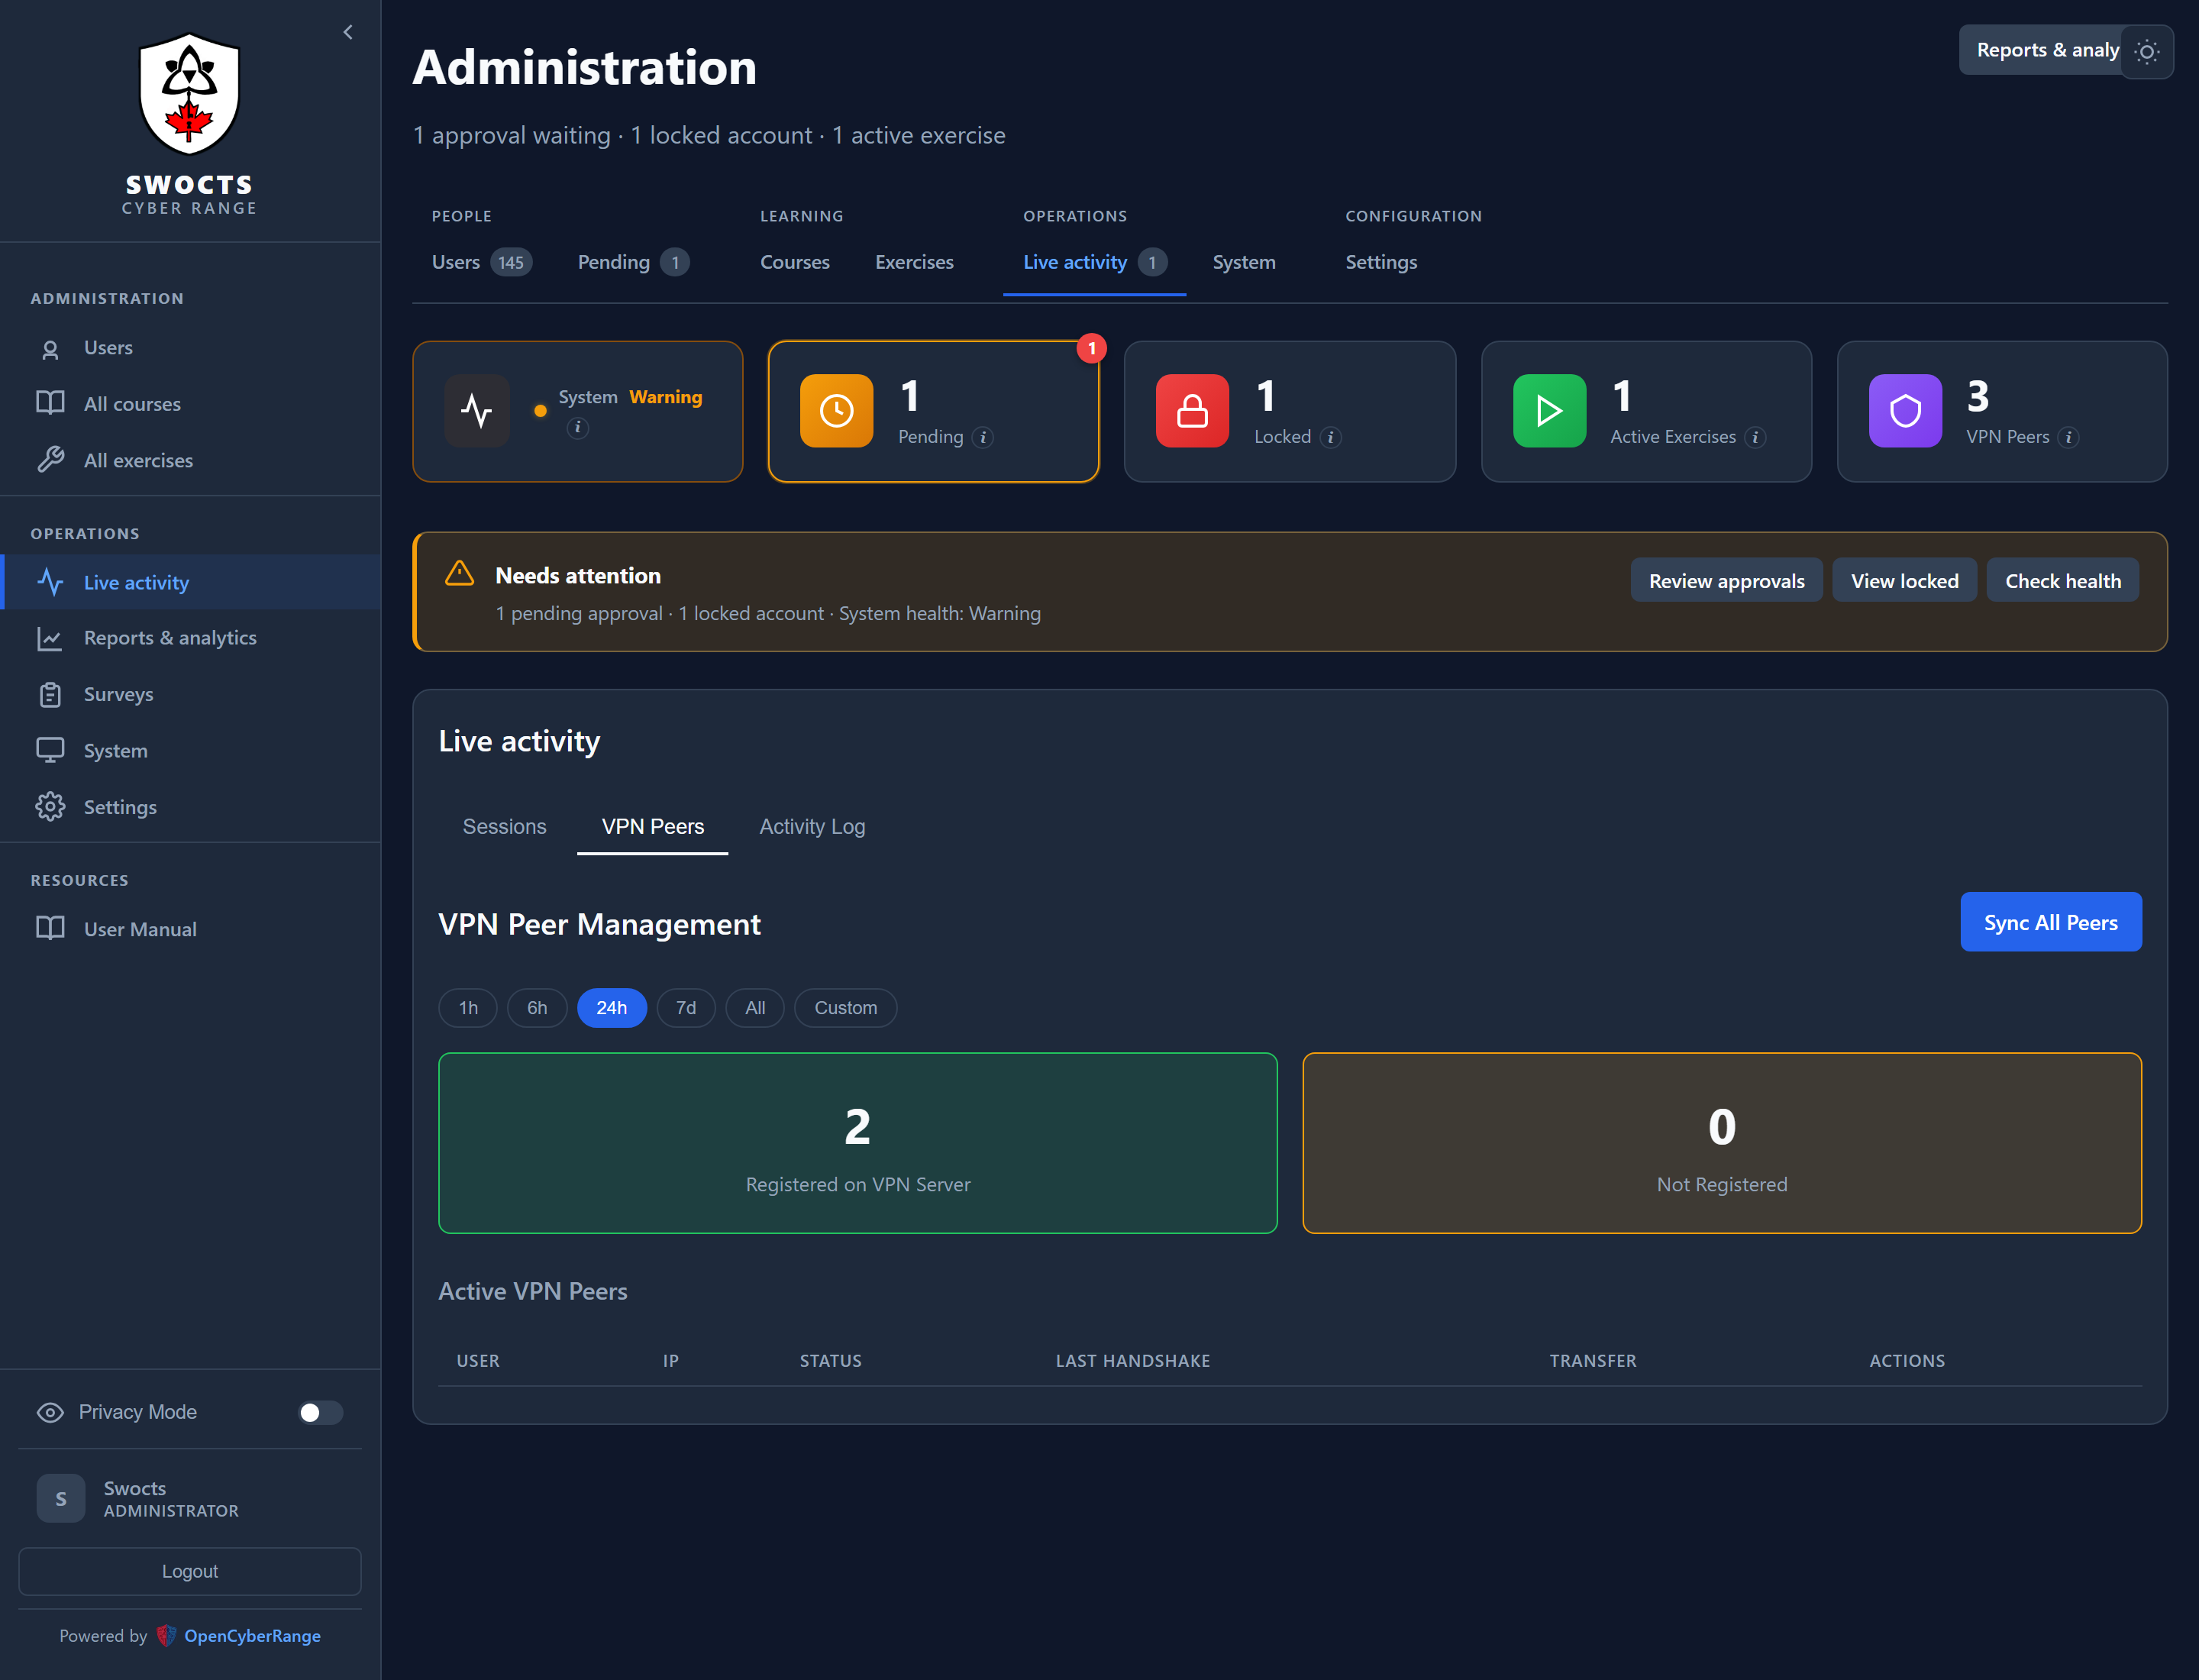 SWOCTS
CYBER RANGE
ADMINISTRATION
Users
All courses
All exercises
OPERATIONS
Live activity
Reports & analytics
Surveys
System
Settings
RESOURCES
User Manual
Privacy Mode
S
Swocts
ADMINISTRATOR
Logout
Powered by OpenCyberRange
Administration
Reports & analy
1 approval waiting · 1 locked account · 1 active exercise
PEOPLE LEARNING OPERATIONS CONFIGURATION
Users 145 Pending 1 Courses Exercises Live activity 1 System Settings
1
System Warning
i
1
Pending i
1
Locked i
1
Active Exercises i
3
VPN Peers i
Needs attention
1 pending approval · 1 locked account · System health: Warning
Review approvals View locked Check health
Live activity
Sessions VPN Peers Activity Log
VPN Peer Management
Sync All Peers
1h 6h 24h 7d All Custom
2
Registered on VPN Server
0
Not Registered
Active VPN Peers
USER IP STATUS LAST HANDSHAKE TRANSFER ACTIONS